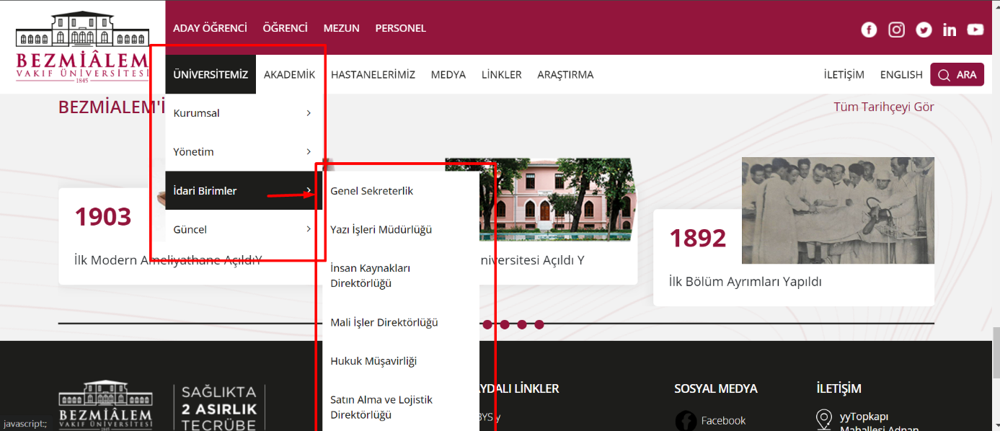 ADAY ÖĞRENCİ ÖĞRENCİ MEZUN PERSONEL
BEZMİÂLEM
VAKIF ÜNİVERSİTESİ
1845
ÜNİVERSİTEMİZ AKADEMİK HASTANELERİMİZ MEDYA LİNKLER ARAŞTIRMA
İLETİŞİM ENGLISH ARA
BEZMİALEM'İ
Tüm Tarihçeyi Gör
Kurumsal
Yönetim
İdari Birimler
Güncel
Genel Sekreterlik
Yazı İşleri Müdürlüğü
İnsan Kaynakları
Direktörlüğü
Mali İşler Direktörlüğü
Hukuk Müşavirliği
Satın Alma ve Lojistik
Direktörlüğü
1903
İlk Modern Ameliyathane AçıldıY
niversitesi Açıldı Y
1892
İlk Bölüm Ayrımları Yapıldı
BEZMİÂLEM
VAKIF ÜNİVERSİTESİ
SAĞLIKTA
2 ASIRLIK
TECRÜBE
YDALI LİNKLER
BYS y
SOSYAL MEDYA
Facebook
İLETİŞİM
yyTopkapı
Mahallesi Adnan
javascript:;